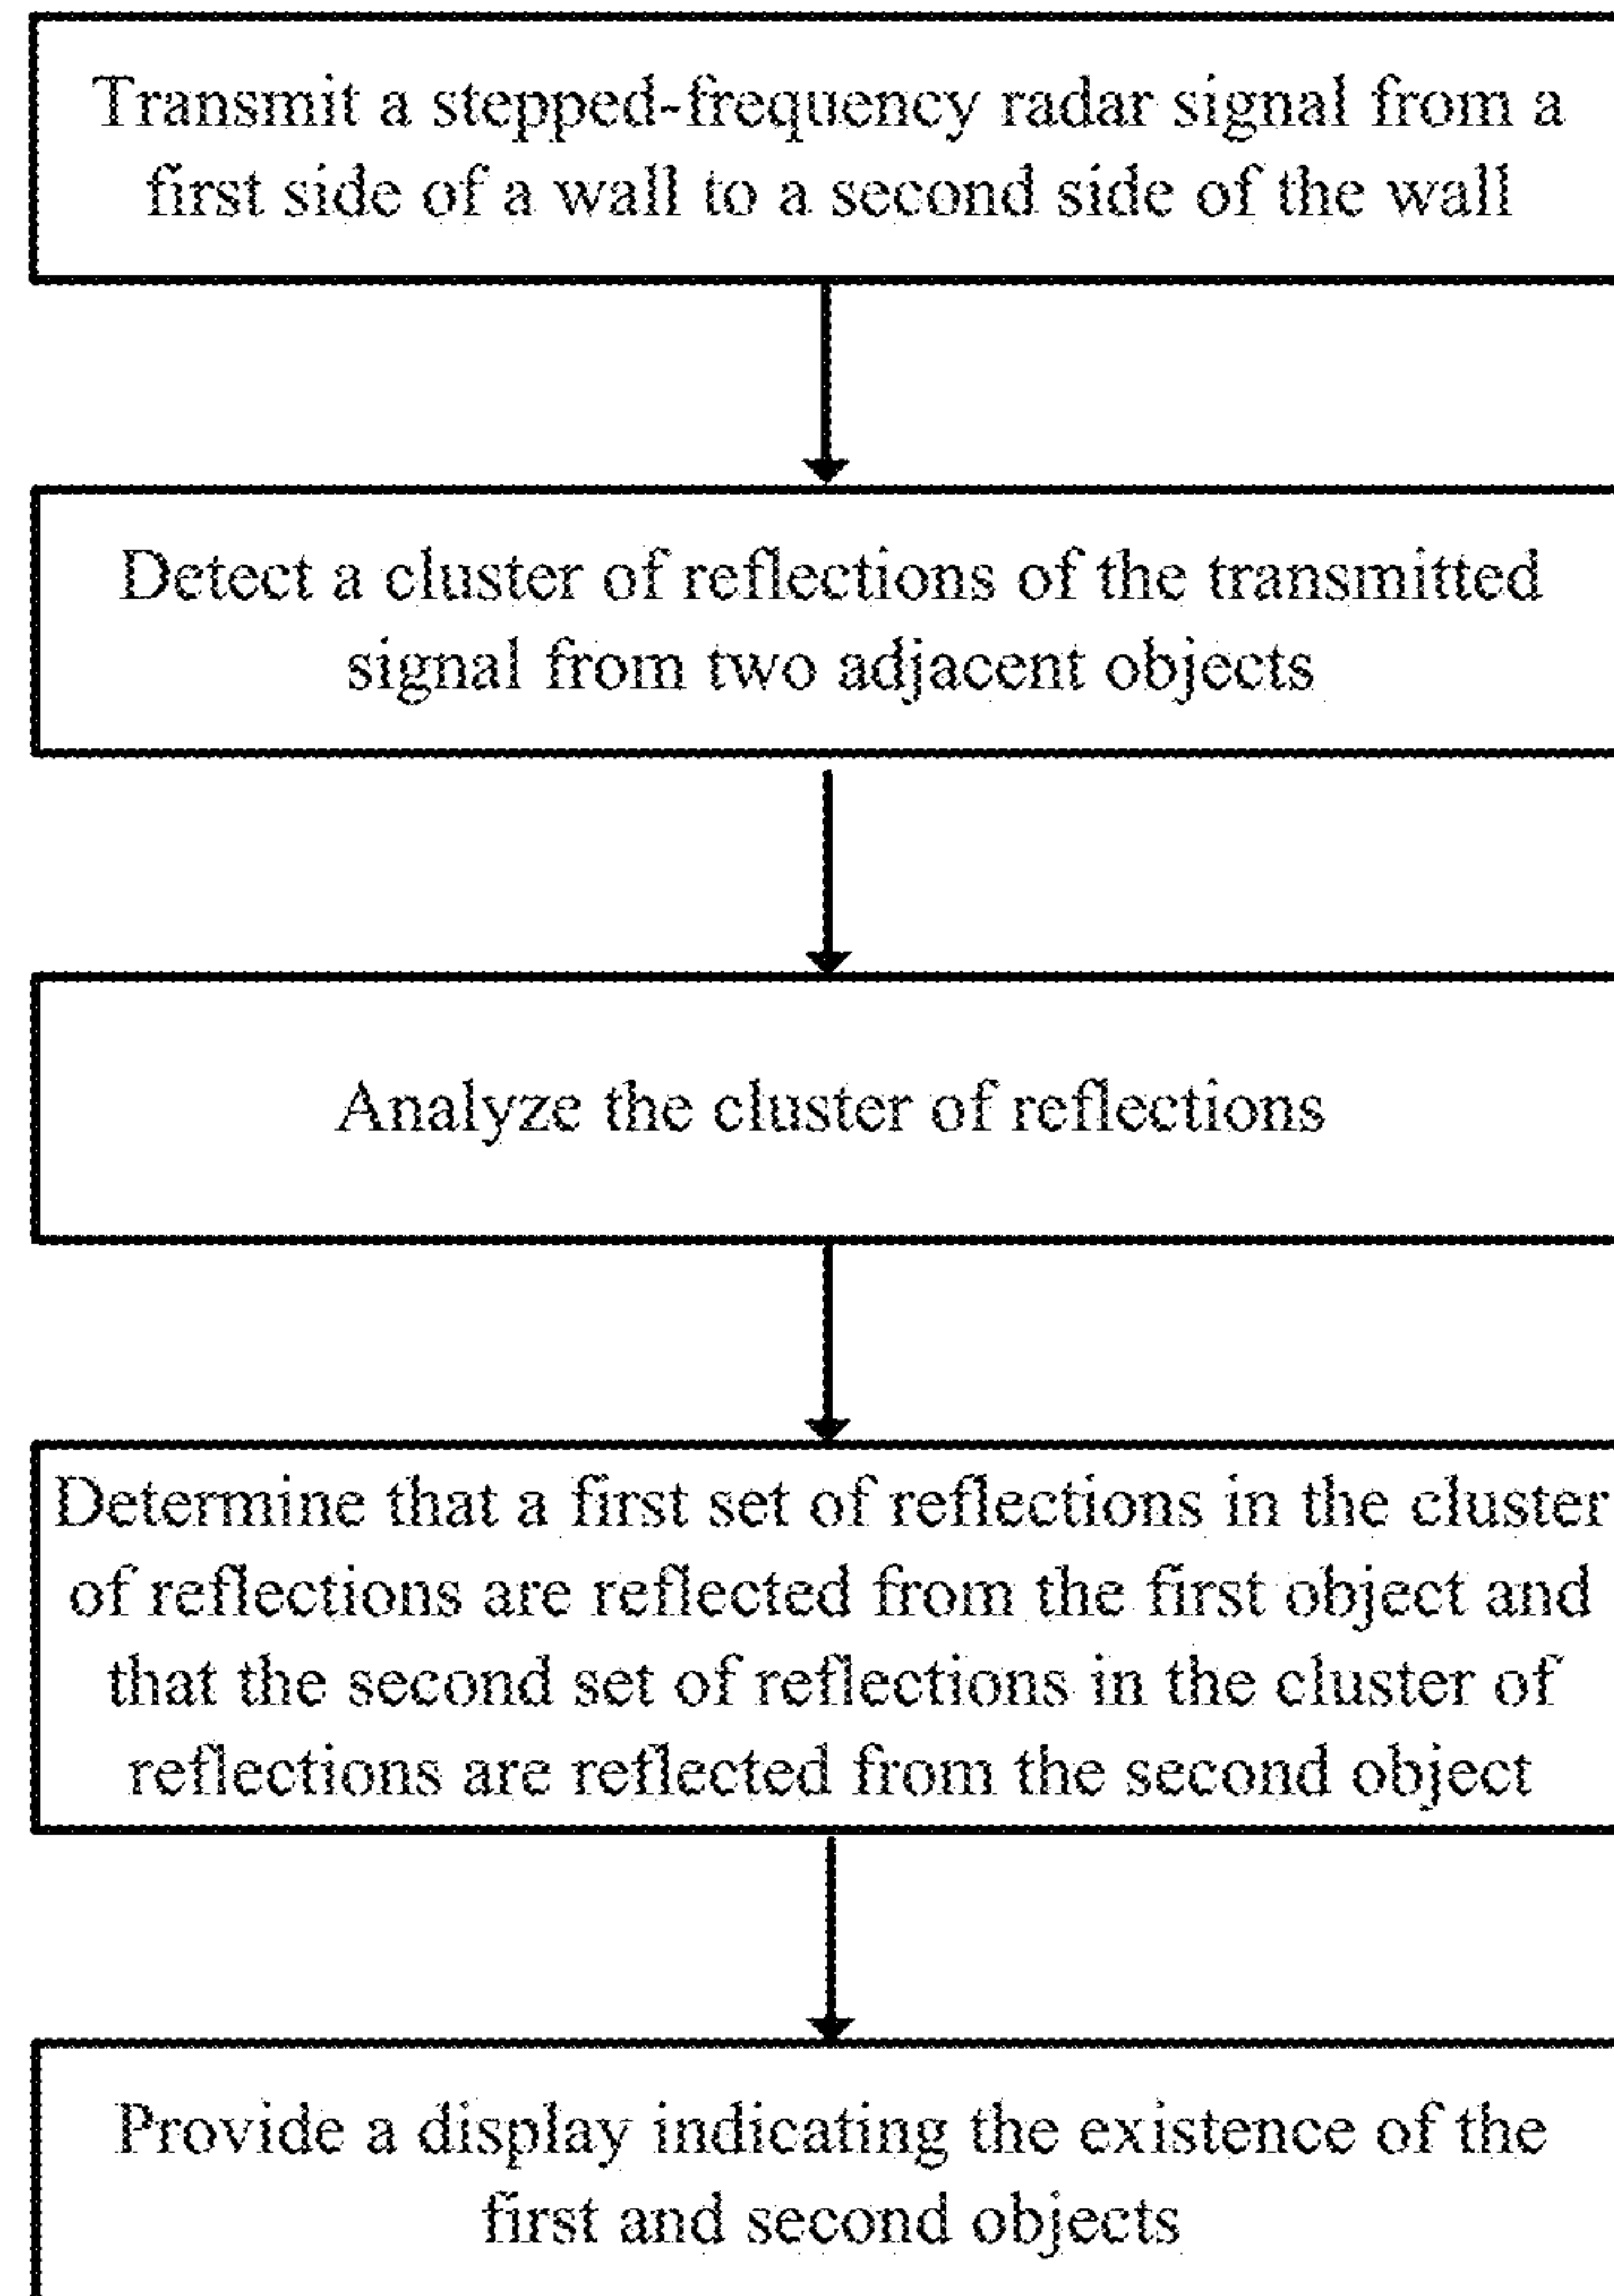 Transmit a stepped-frequency radar signal from a
first side of a wall to a second side of the wall
Detect a cluster of reflections of the transmitted
signal from two adjacent objects
Analyze the cluster of reflections
Determine that a first set of reflections in the cluster
of reflections are reflected from the first object and
that the second set of reflections in the cluster of
reflections are reflected from the second object
Provide a display indicating the existence of the
first and second objects